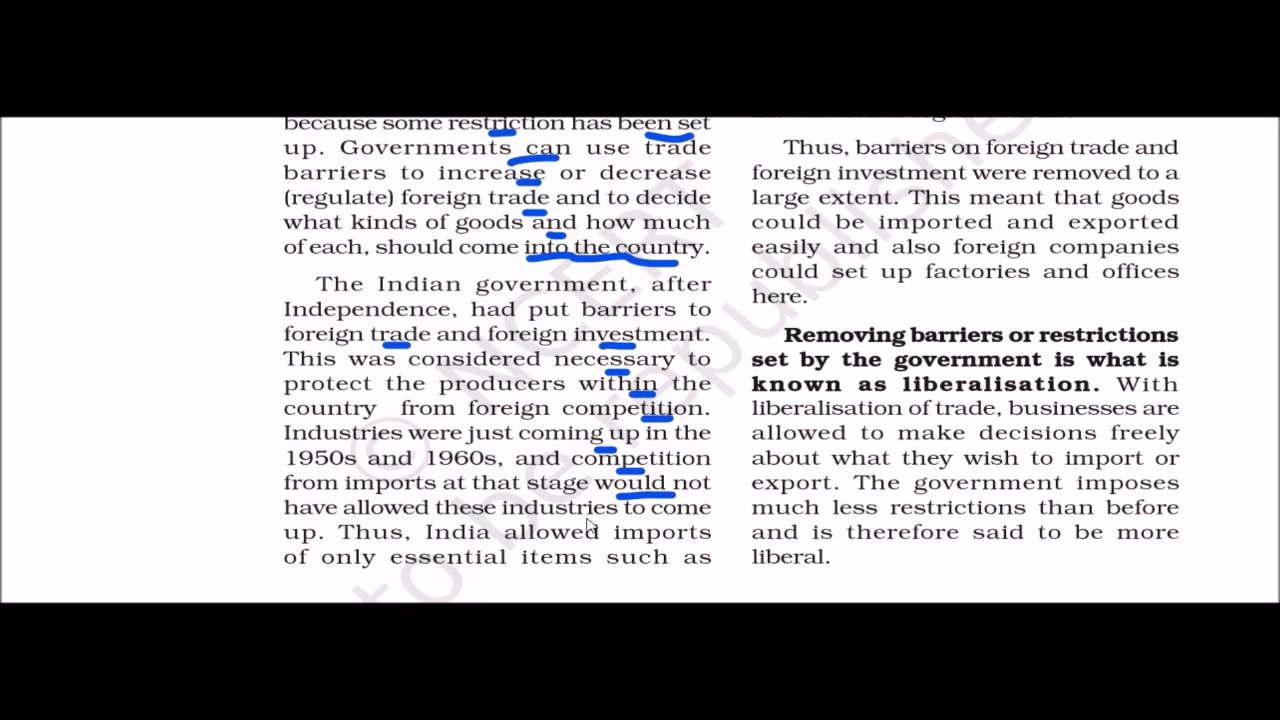 because some restriction has been set
up. Governments can use trade
barriers to increase or decrease
(regulate) foreign trade and to decide
what kinds of goods and how much
of each, should come into the country.
The Indian government, after
Independence, had put barriers to
foreign trade and foreign investment.
This was considered necessary to
protect the producers within the
country from foreign competition.
Industries were just coming up in the
1950s and 1960s, and competition
from imports at that stage would not
have allowed these industries to come
up. Thus, India allowed imports
of only essential items such as
Thus, barriers on foreign trade and
foreign investment were removed to a
large extent. This meant that goods
could be imported and exported
easily and also foreign companies
could set up factories and offices
here.
Removing barriers or restrictions
set by the government is what is
known as liberalisation. With
liberalisation of trade, businesses are
allowed to make decisions freely
about what they wish to import or
export. The government imposes
much less restrictions than before
and is therefore said to be more
liberal.
© NCERT
to be republishe